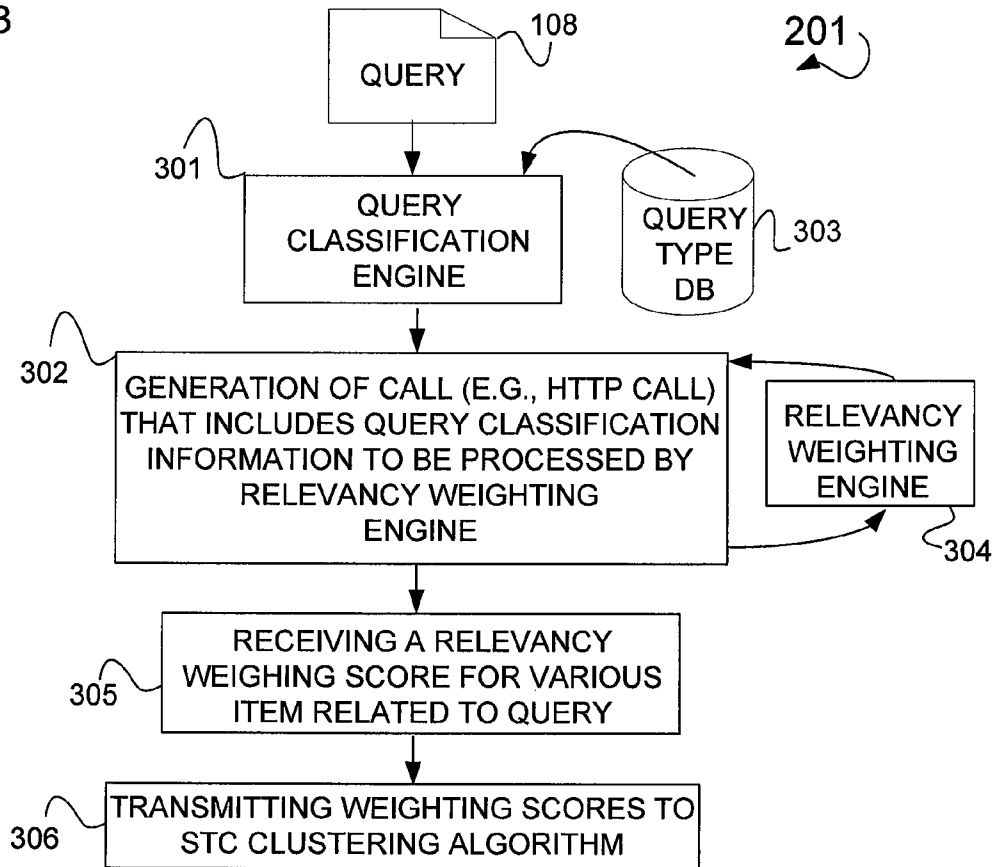 3
108
201
QUERY
301
QUERY
CLASSIFICATION
ENGINE
QUERY
TYPE
DB
303
302
GENERATION OF CALL (E.G., HTTP CALL)
THAT INCLUDES QUERY CLASSIFICATION
INFORMATION TO BE PROCESSED BY
RELEVANCY WEIGHTING
ENGINE
RELEVANCY
WEIGHTING
ENGINE
304
RECEIVING A RELEVANCY
WEIGHING SCORE FOR VARIOUS
ITEM RELATED TO QUERY
305
TRANSMITTING WEIGHTING SCORES TO
STC CLUSTERING ALGORITHM
306